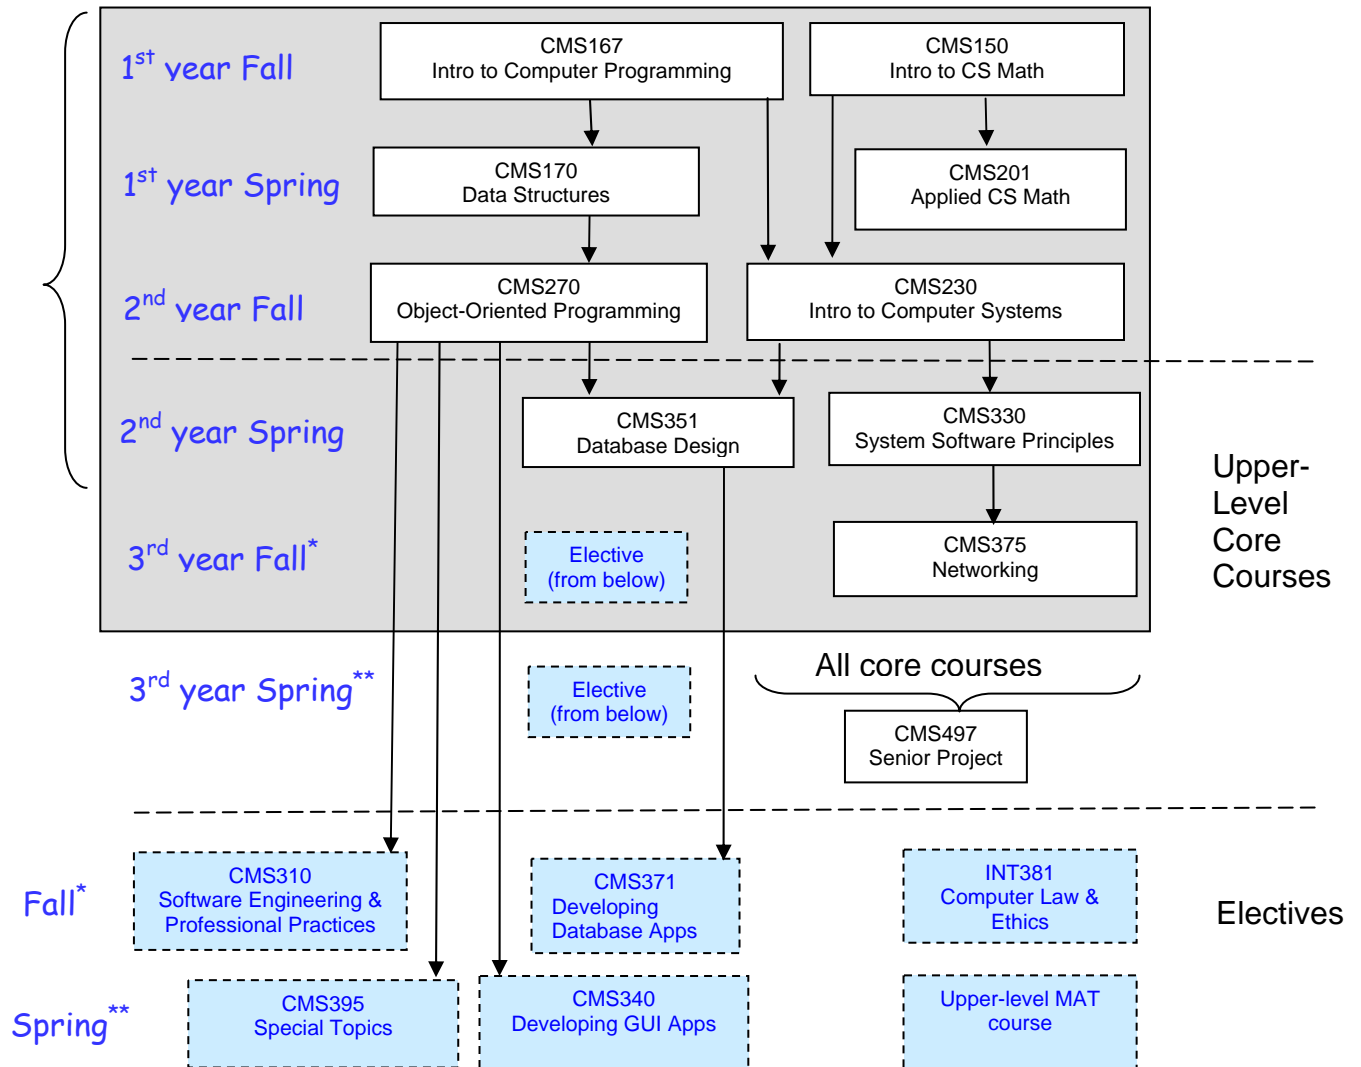 1st year Fall
CMS167
Intro to Computer Programming
CMS150
Intro to CS Math
1st year Spring
CMS170
Data Structures
CMS201
Applied CS Math
2nd year Fall
CMS270
Object-Oriented Programming
CMS230
Intro to Computer Systems
2nd year Spring
CMS351
Database Design
CMS330
System Software Principles
Upper-
Level
Core
Courses
3rd year Fall*
Elective
(from below)
CMS375
Networking
3rd year Spring**
Elective
(from below)
All core courses
CMS497
Senior Project
Fall*
CMS310
Software Engineering &
Professional Practices
CMS371
Developing
Database Apps
INT381
Computer Law &
Ethics
Electives
Spring**
CMS395
Special Topics
CMS340
Developing GUI Apps
Upper-level MAT
course